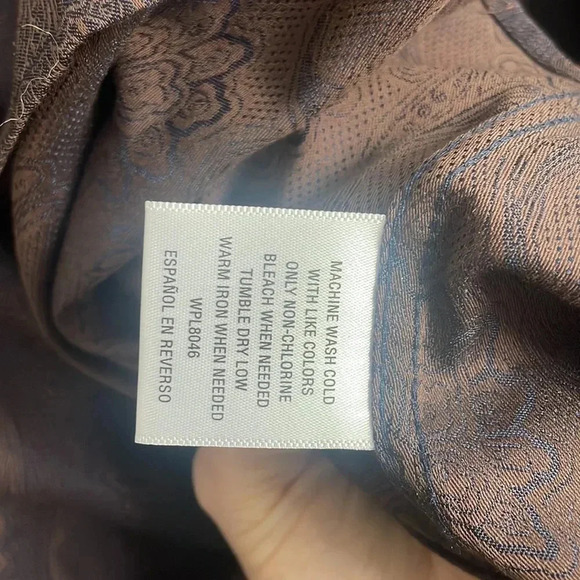 MACHINE WASH COLD
WITH LIKE COLORS
ONLY NON-CHLORINE
BLEACH WHEN NEEDED
TUMBLE DRY LOW
WARM IRON WHEN NEEDED
WPL8046
ESPAÑOL EN REVERSO